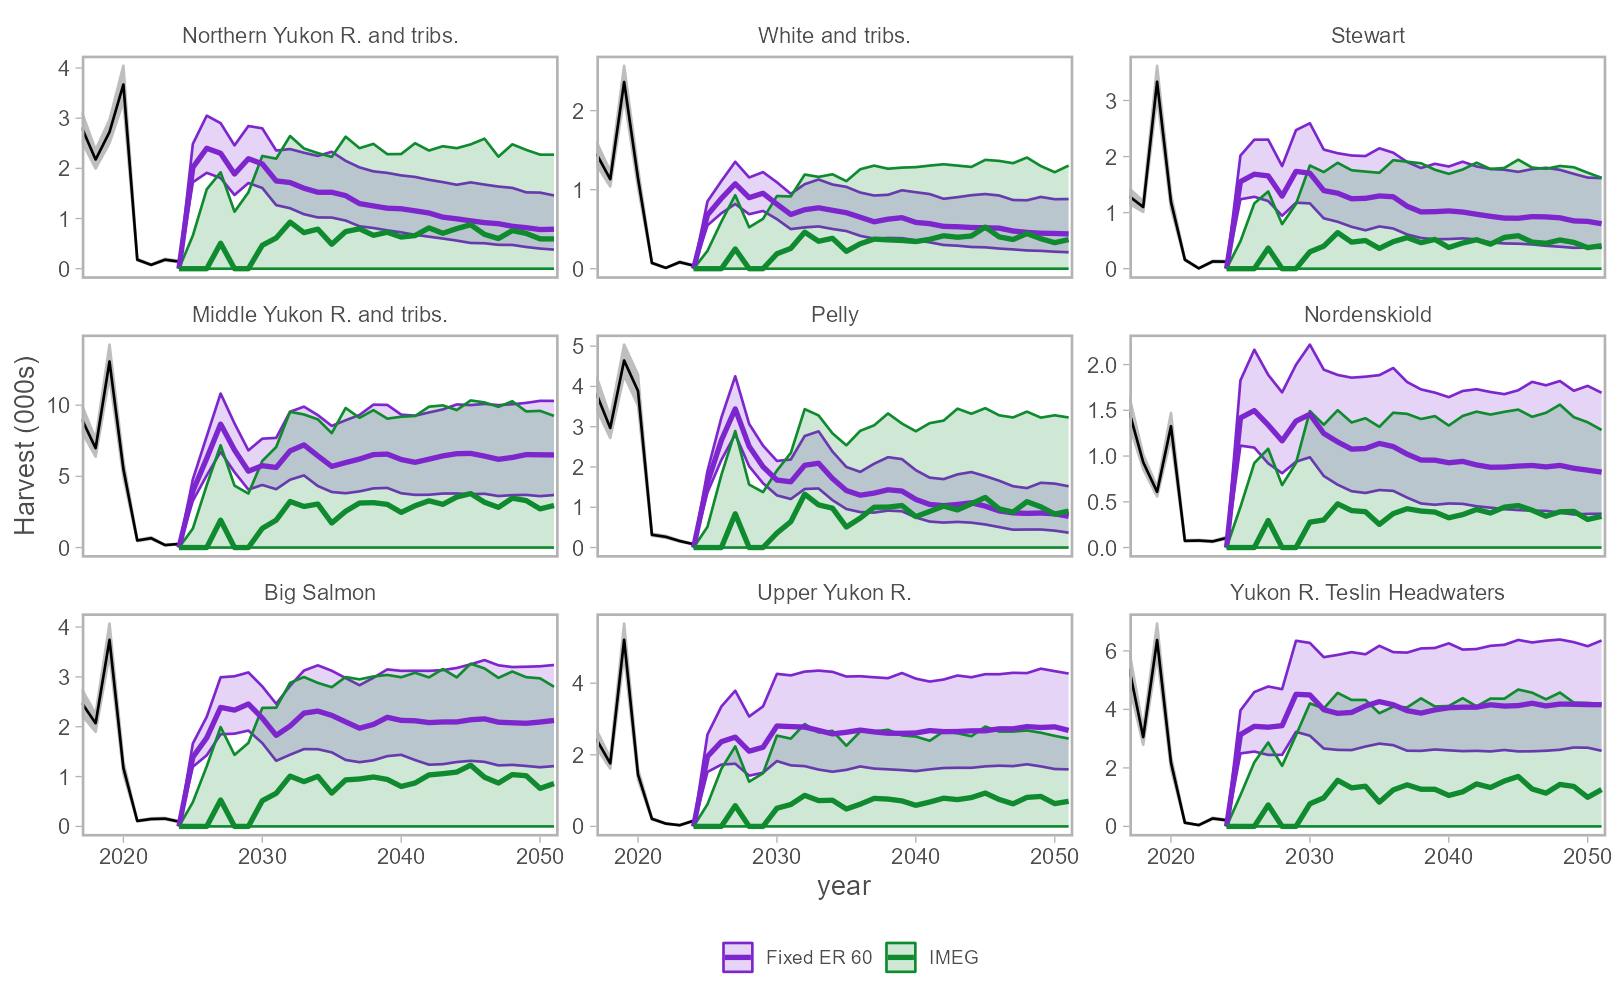 Northern Yukon R. and tribs.
White and tribs.
Stewart
4
3
2
1
0
2
1
0
3
2
1
0
Middle Yukon R. and tribs.
Pelly
Nordenskiold
10
5
0
5
4
3
2
1
0
2.0
1.5
1.0
0.5
0.0
Harvest (000s)
Big Salmon
Upper Yukon R.
Yukon R. Teslin Headwaters
4
3
2
1
0
4
2
0
6
4
2
0
2020 2030 2040 2050
2020 2030 2040 2050
2020 2030 2040 2050
year
Fixed ER 60 IMEG